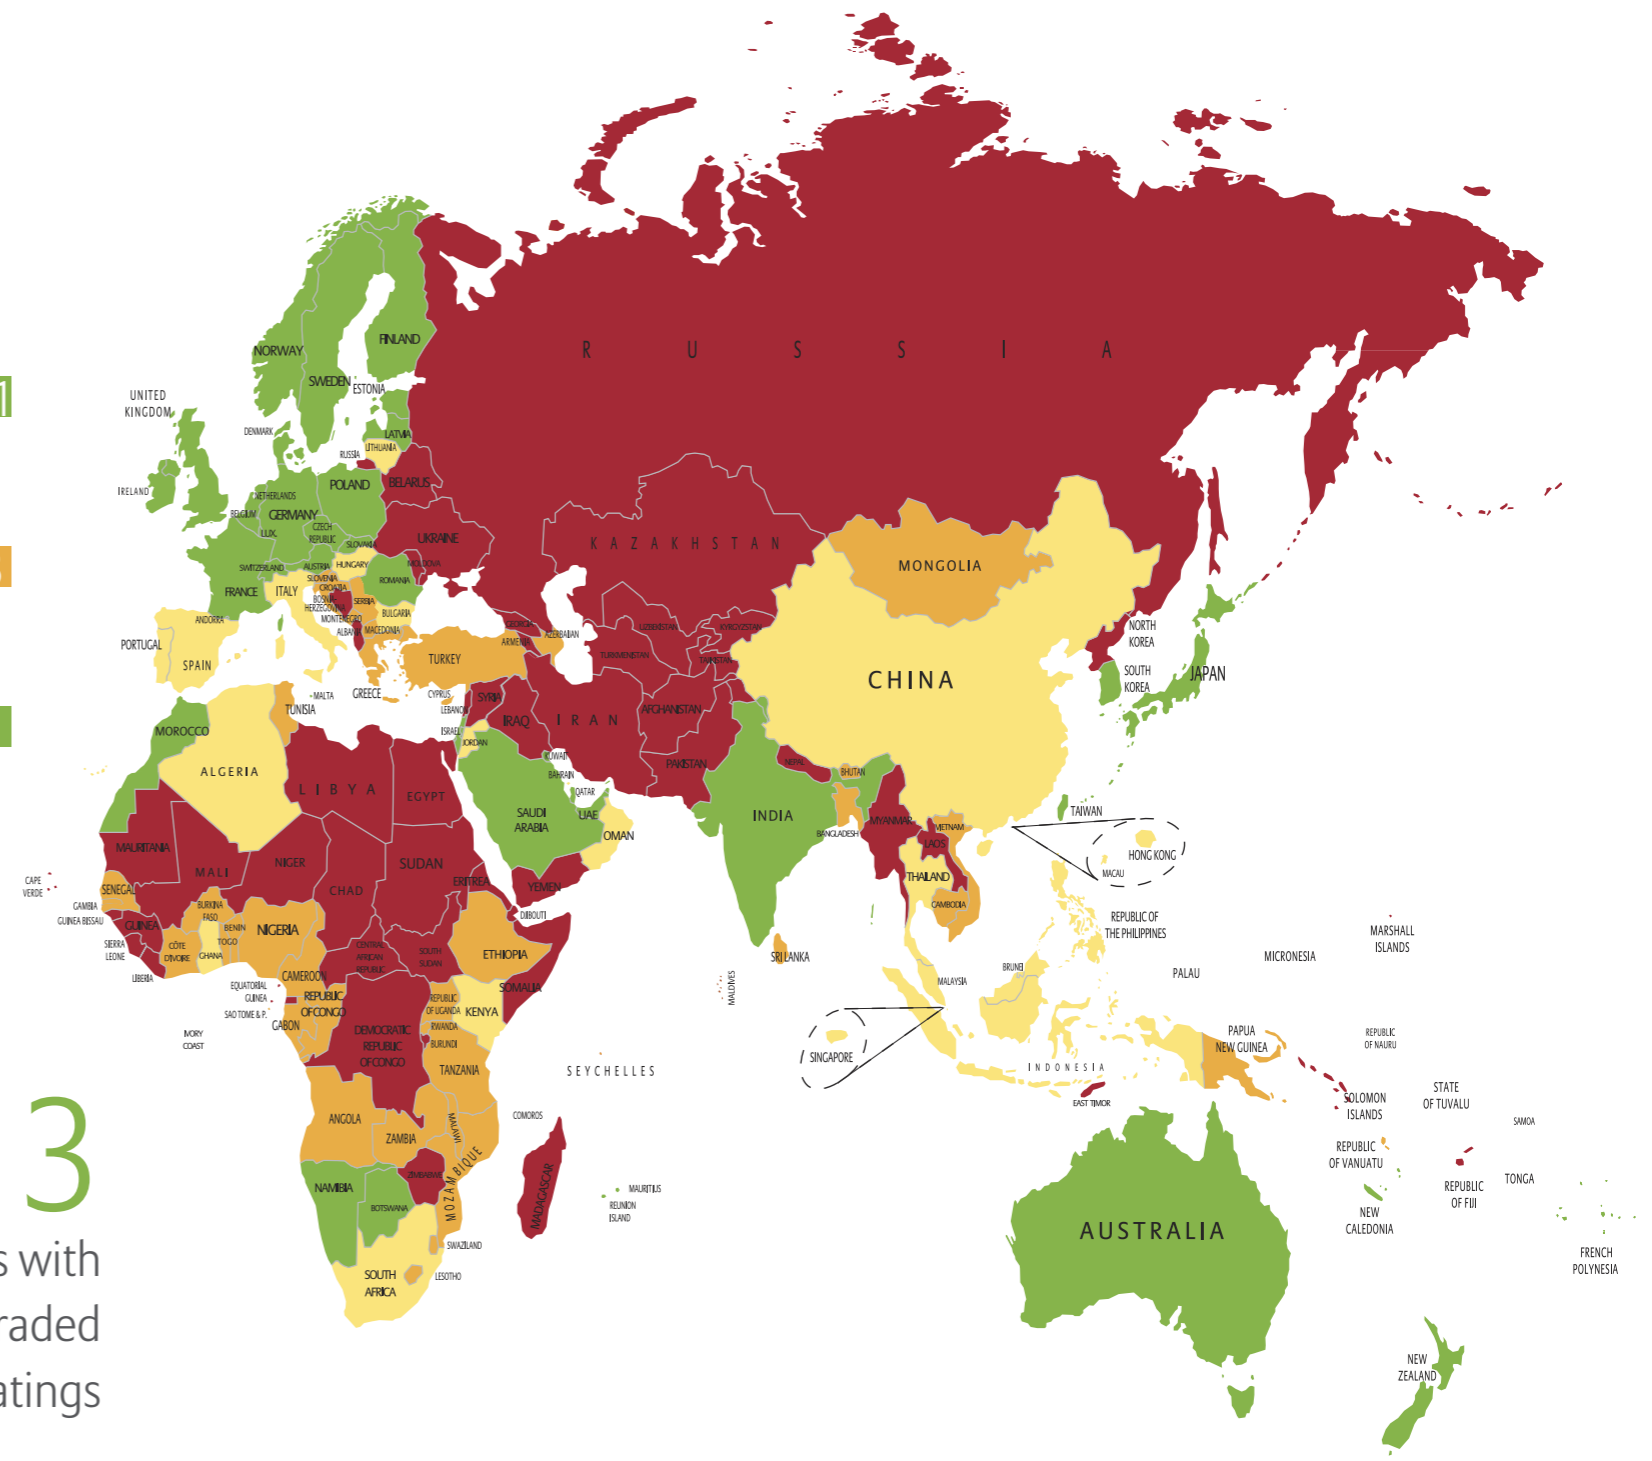 R U S S I A
FINLAND
NORWAY
SWEDEN
ESTONIA
1
UNITED
KINGDOM
DENMARK
LATVIA
LITHUANIA
RUSSIA
IRELAND
NETHERLANDS
POLAND
BELARUS
BELGIUM
GERMANY
LUX.
CZECH
REPUBLIC
SLOVAKIA
UKRAINE
KAZAKHSTAN
MONGOLIA
SWITZERLAND
AUSTRIA
HUNGARY
MOLDOVA
ROMANIA
SLOVENIA
CROATIA
FRANCE
ITALY
BOSNIA-
HERZEGOVINA
SERBIA
MONTENEGRO
BULGARIA
ANDORRA
ALBANIA
MACEDONIA
GEORGIA
ARMENIA
AZERBAIJAN
UZBEKISTAN
KYRGYZSTAN
TURKMENISTAN
TAJIKISTAN
NORTH
KOREA
PORTUGAL
SPAIN
TURKEY
CHINA
SOUTH
KOREA
JAPAN
MALTA
GREECE
CYPRUS
LEBANON
SYRIA
TUNISIA
IRAQ
IRAN
AFGHANISTAN
MOROCCO
ISRAEL
JORDAN
ALGERIA
KUWAIT
PAKISTAN
NEPAL
BHUTAN
LIBYA
EGYPT
BAHRAIN
QATAR
SAUDI
ARABIA
UAE
OMAN
INDIA
BANGLADESH
MYANMAR
VIETNAM
LAOS
TAIWAN
HONG KONG
MACAU
MAURITANIA
MALI
NIGER
CHAD
SUDAN
ERITREA
YEMEN
THAILAND
CAMBODIA
CAPE
VERDE
SENEGAL
GAMBIA
GUINEA BISSAU
GUINEA
BURKINA
FASO
BENIN
TOGO
NIGERIA
DJIBOUTI
REPUBLIC OF
THE PHILIPPINES
MARSHALL
ISLANDS
SIERRA
LEONE
LIBERIA
CÔTE
D'IVOIRE
GHANA
CENTRAL
AFRICAN
REPUBLIC
SOUTH
SUDAN
ETHIOPIA
SRI LANKA
MICRONESIA
CAMEROON
EQUATORIAL
GUINEA
SAO TOME & P.
REPUBLIC
OF CONGO
GABON
SOMALIA
MALDIVES
BRUNEI
MALAYSIA
PALAU
REPUBLIC
OF UGANDA
KENYA
RWANDA
BURUNDI
IVORY
COAST
DEMOCRATIC
REPUBLIC
OF CONGO
TANZANIA
SEYCHELLES
SINGAPORE
INDONESIA
PAPUA
NEW GUINEA
REPUBLIC
OF NAURU
EAST TIMOR
SOLOMON
ISLANDS
STATE
OF TUVALU
SAMOA
ANGOLA
ZAMBIA
MALAWI
COMOROS
MOZAMBIQUE
ZIMBABWE
MADAGASCAR
REPUBLIC
OF VANUATU
NAMIBIA
BOTSWANA
MAURITIUS
REUNION
ISLAND
REPUBLIC
OF FIJI
TONGA
NEW
CALEDONIA
AUSTRALIA
SWAZILAND
LESOTHO
SOUTH
AFRICA
FRENCH
POLYNESIA
NEW
ZEALAND
3
s with
raded
atings